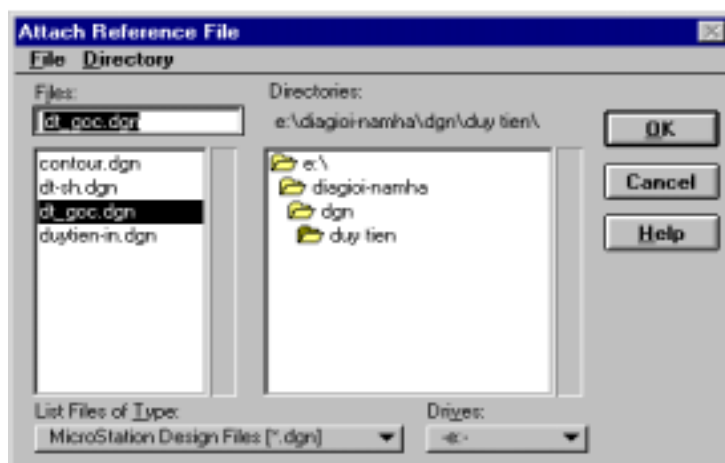 Attach Reference File
File Directory
Files:
dt_goc.dgn
contour.dgn
dt-sh.dgn
dt_goc.dgn
duytien-in.dgn
Directories:
e:\diagioi-namha\dgn\duy tien\
e:\
diagioi-namha
dgn
duy tien
OK
Cancel
Help
List Files of Type:
MicroStation Design Files [*.dgn]
Drives:
-e:-